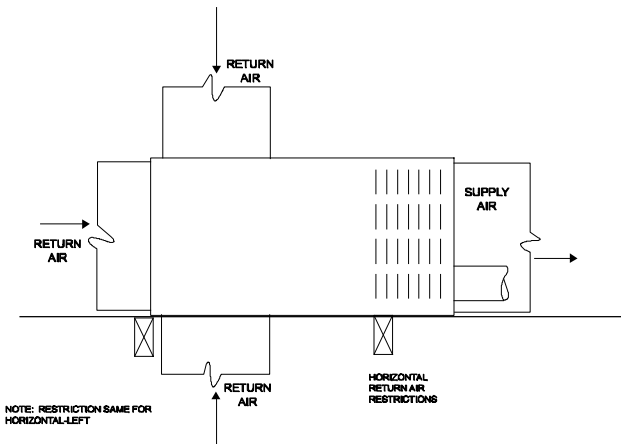 RETURN
AIR
SUPPLY
AIR
RETURN
AIR
RETURN
AIR
HORIZONTAL
RETURN AIR
RESTRICTIONS
NOTE: RESTRICTION SAME FOR
HORIZONTAL-LEFT